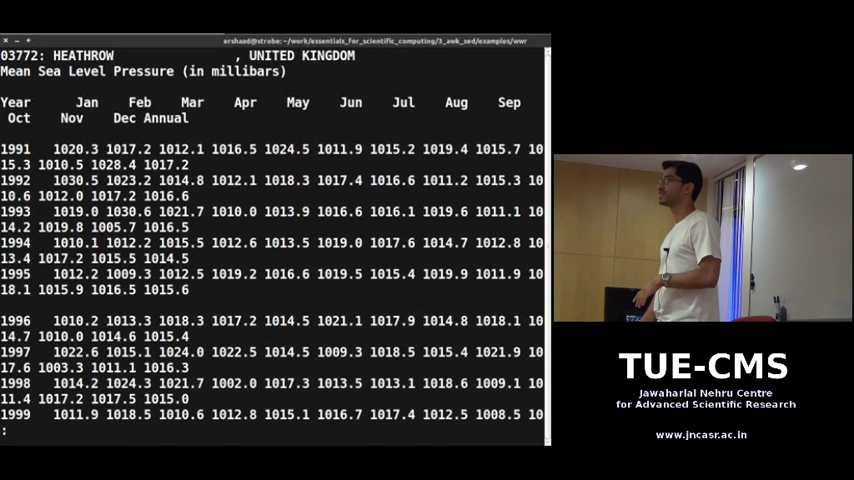 ershaad@strobe: ~/work/essentials_for_scientific_computing/3_awk_sed/examples/wwr
03772: HEATHROW , UNITED KINGDOM
Mean Sea Level Pressure (in millibars)
Year Jan Feb Mar Apr May Jun Jul Aug Sep
Oct Nov Dec Annual
1991 1020.3 1017.2 1012.1 1016.5 1024.5 1011.9 1015.2 1019.4 1015.7 10
15.3 1010.5 1028.4 1017.2
1992 1030.5 1023.2 1014.8 1012.1 1018.3 1017.4 1016.6 1011.2 1015.3 10
10.6 1012.0 1017.2 1016.6
1993 1019.0 1030.6 1021.7 1010.0 1013.9 1016.6 1016.1 1019.6 1011.1 10
14.2 1019.8 1005.7 1016.5
1994 1010.1 1012.2 1015.5 1012.6 1013.5 1019.0 1017.6 1014.7 1012.8 10
13.4 1017.2 1015.5 1014.5
1995 1012.2 1009.3 1012.5 1019.2 1016.6 1019.5 1015.4 1019.9 1011.9 10
18.1 1015.9 1016.5 1015.6
1996 1010.2 1013.3 1018.3 1017.2 1014.5 1021.1 1017.9 1014.8 1018.1 10
14.7 1010.0 1014.6 1015.4
1997 1022.6 1015.1 1024.0 1022.5 1014.5 1009.3 1018.5 1015.4 1021.9 10
17.6 1003.3 1011.1 1016.3
1998 1014.2 1024.3 1021.7 1002.0 1017.3 1013.5 1013.1 1018.6 1009.1 10
11.4 1017.2 1017.5 1015.0
1999 1011.9 1018.5 1010.6 1012.8 1015.1 1016.7 1017.4 1012.5 1008.5 10
:
TUE-CMS
Jawaharlal Nehru Centre
for Advanced Scientific Research
www.jncasr.ac.in